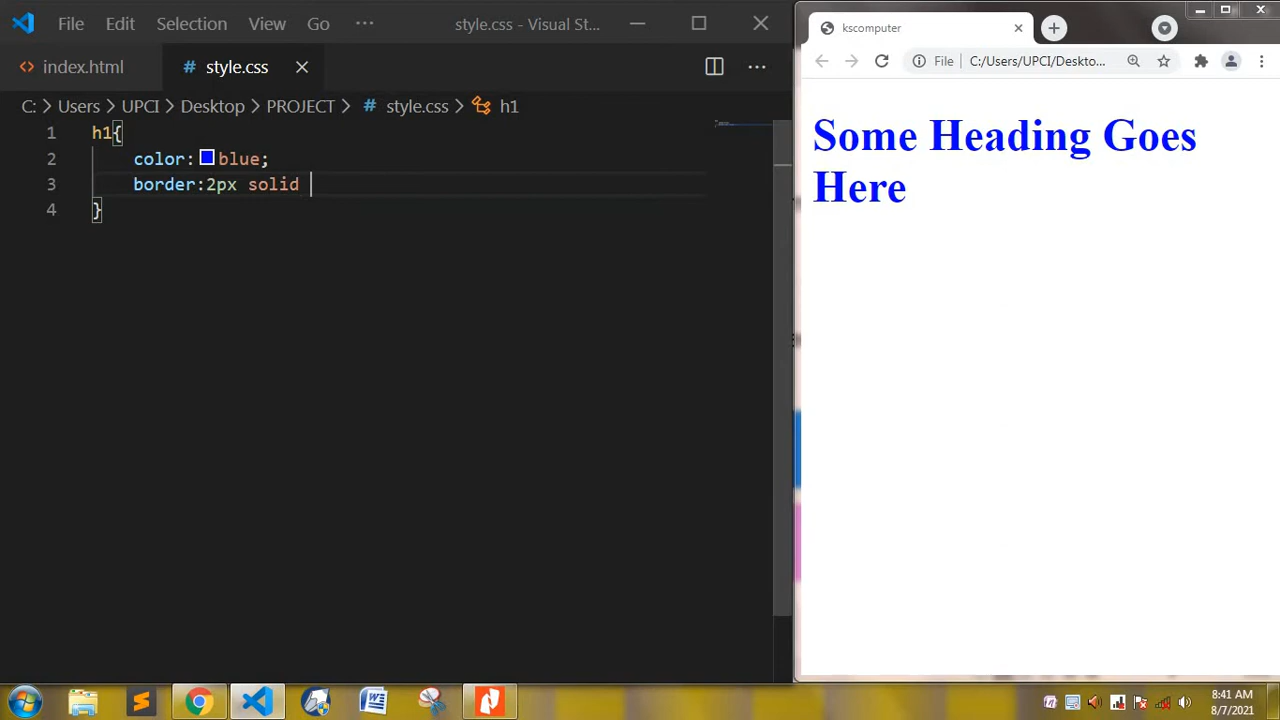 File Edit Selection View Go ··· style.css - Visual St...
index.html style.css
C: > Users > UPCI > Desktop > PROJECT > # style.css > h1
1 h1{
2 color: blue;
3 border:2px solid
4 }
kscomputer
File C:/Users/UPCI/Deskto...
Some Heading Goes
Here
8:41 AM
8/7/2021